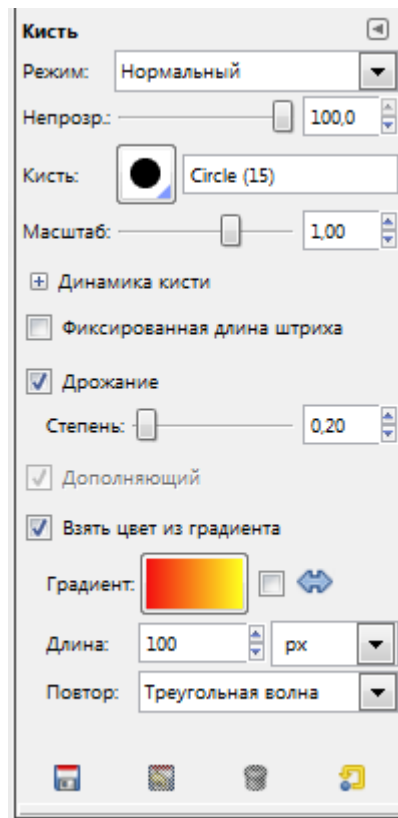 Кисть
Режим: Нормальный
Непрозр.: 100,0
Кисть: Circle (15)
Масштаб: 1,00
Динамика кисти
Фиксированная длина штриха
Дрожание
Степень: 0,20
Дополняющий
Взять цвет из градиента
Градиент:
Длина: 100 px
Повтор: Треугольная волна